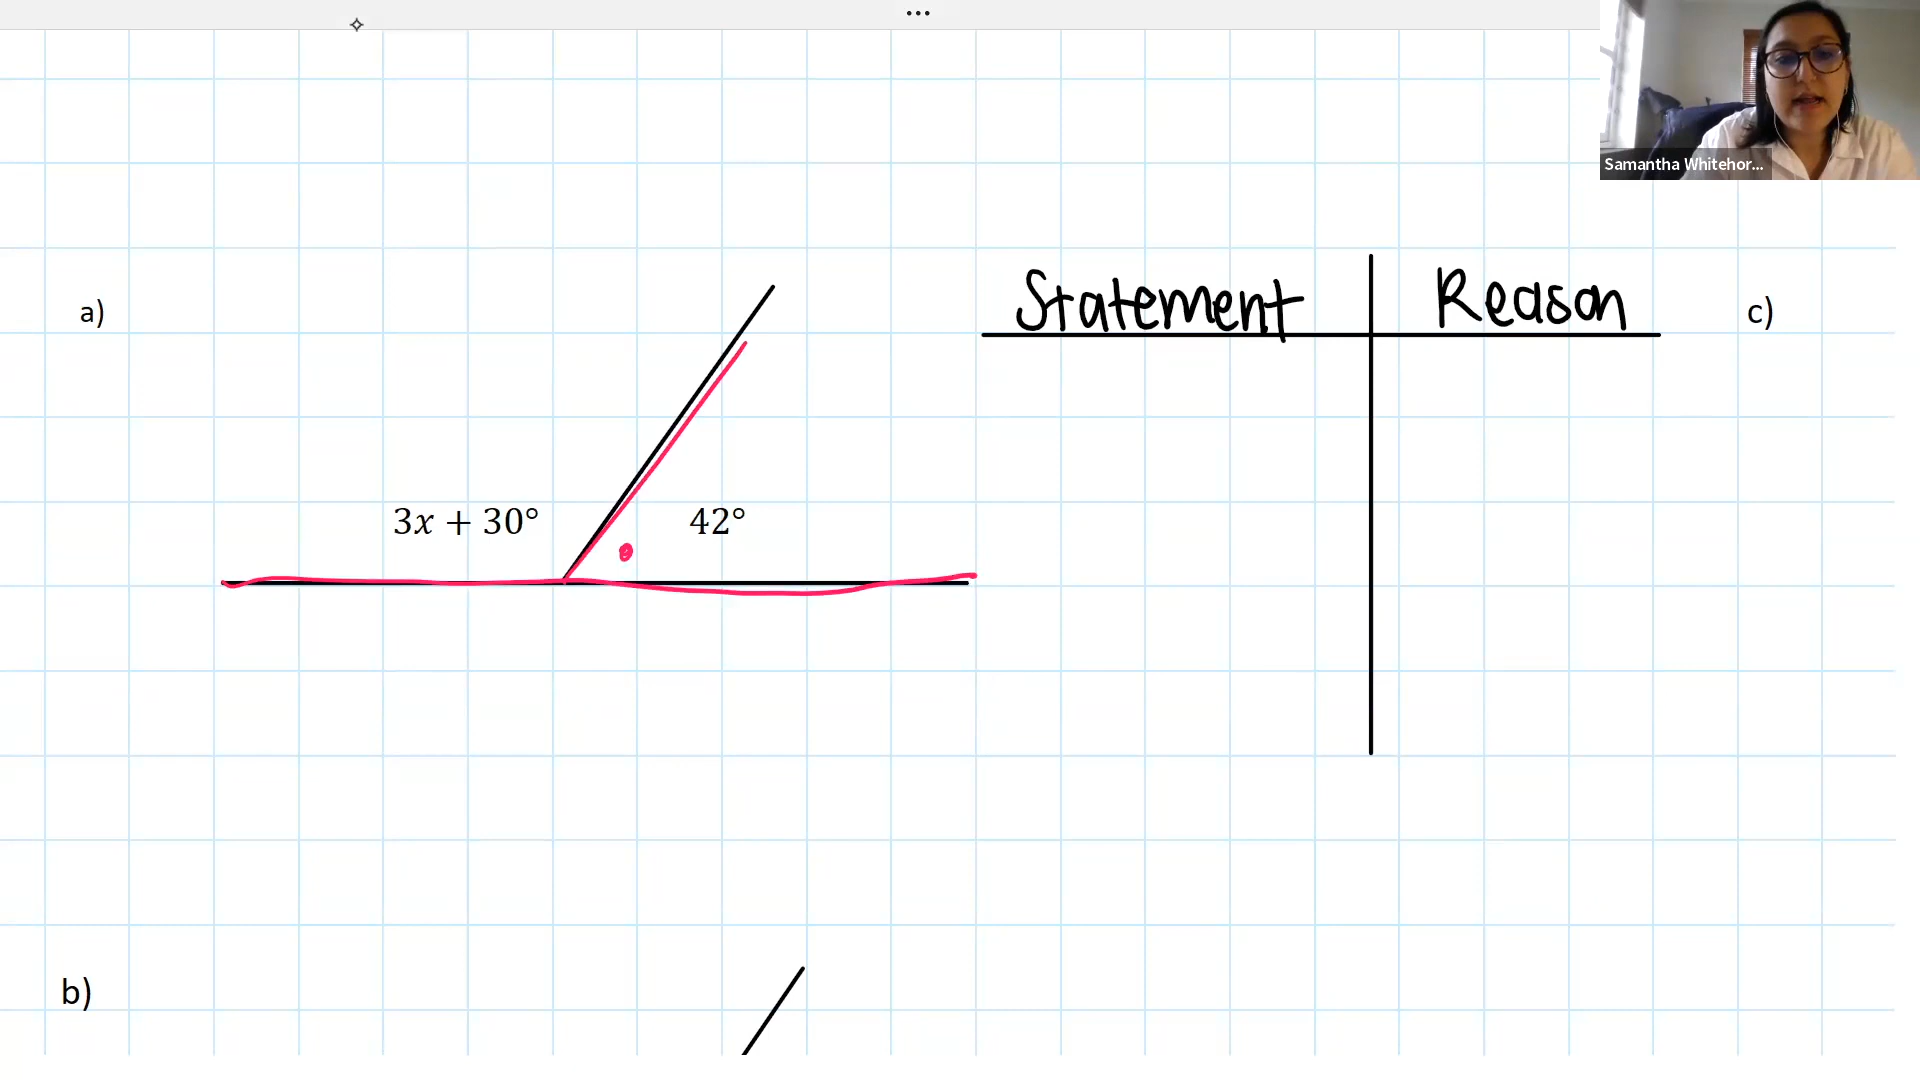 Samantha Whitehor...
a)
Statement
Reason
c)
3x + 30°
42°
b)